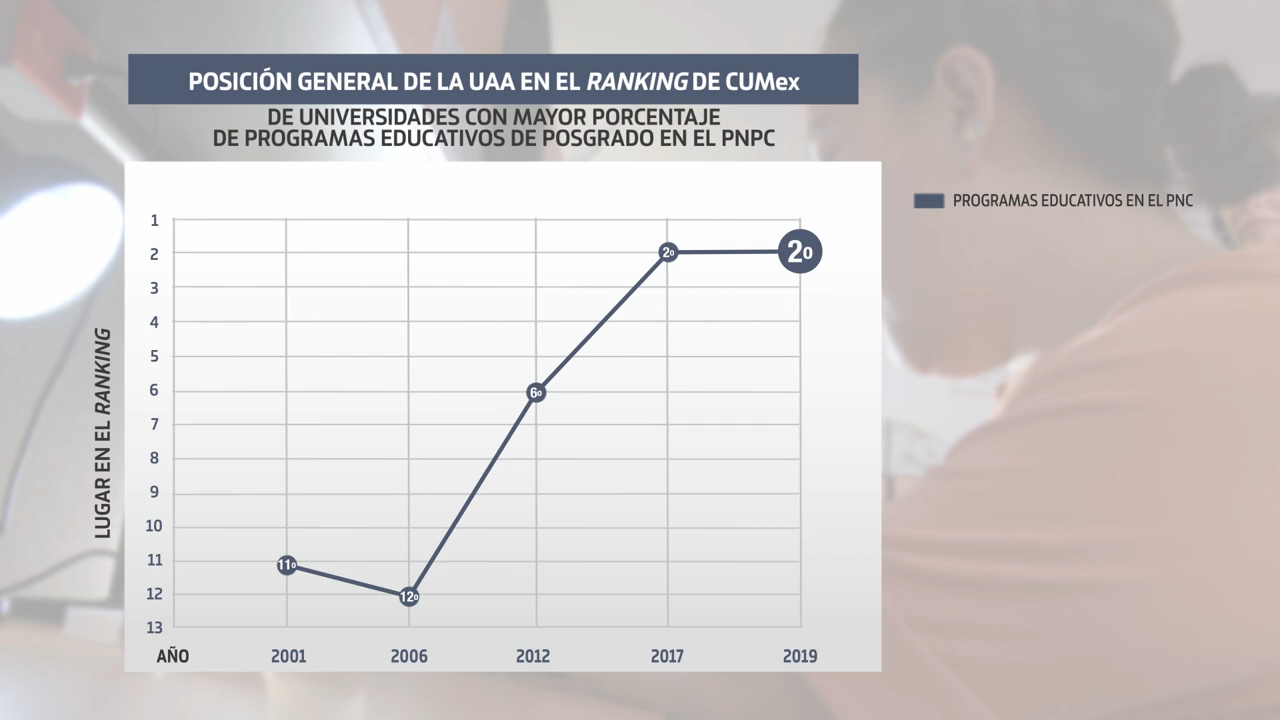 POSICIÓN GENERAL DE LA UAA EN EL RANKING DE CUMex
DE UNIVERSIDADES CON MAYOR PORCENTAJE
DE PROGRAMAS EDUCATIVOS DE POSGRADO EN EL PNPC
PROGRAMAS EDUCATIVOS EN EL PNC
LUGAR EN EL RANKING
1
2
3
4
5
6
7
8
9
10
11
12
13
11o
12o
6o
2o
2o
AÑO 2001 2006 2012 2017 2019